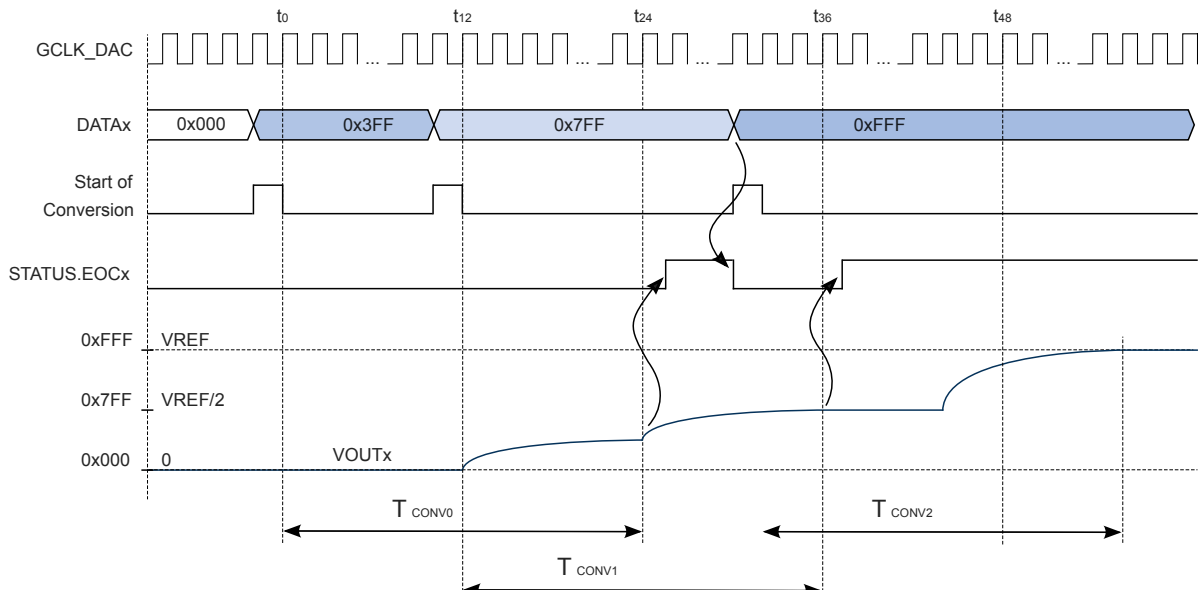 t0 t12 t24 t36 t48
GCLK_DAC ... ... ... ... ...
DATAx 0x000 0x3FF 0x7FF 0xFFF
Start of
Conversion
STATUS.EOCx
0xFFF VREF
0x7FF VREF/2
0x000 0 VOUTx
T CONV0 T CONV2
T CONV1